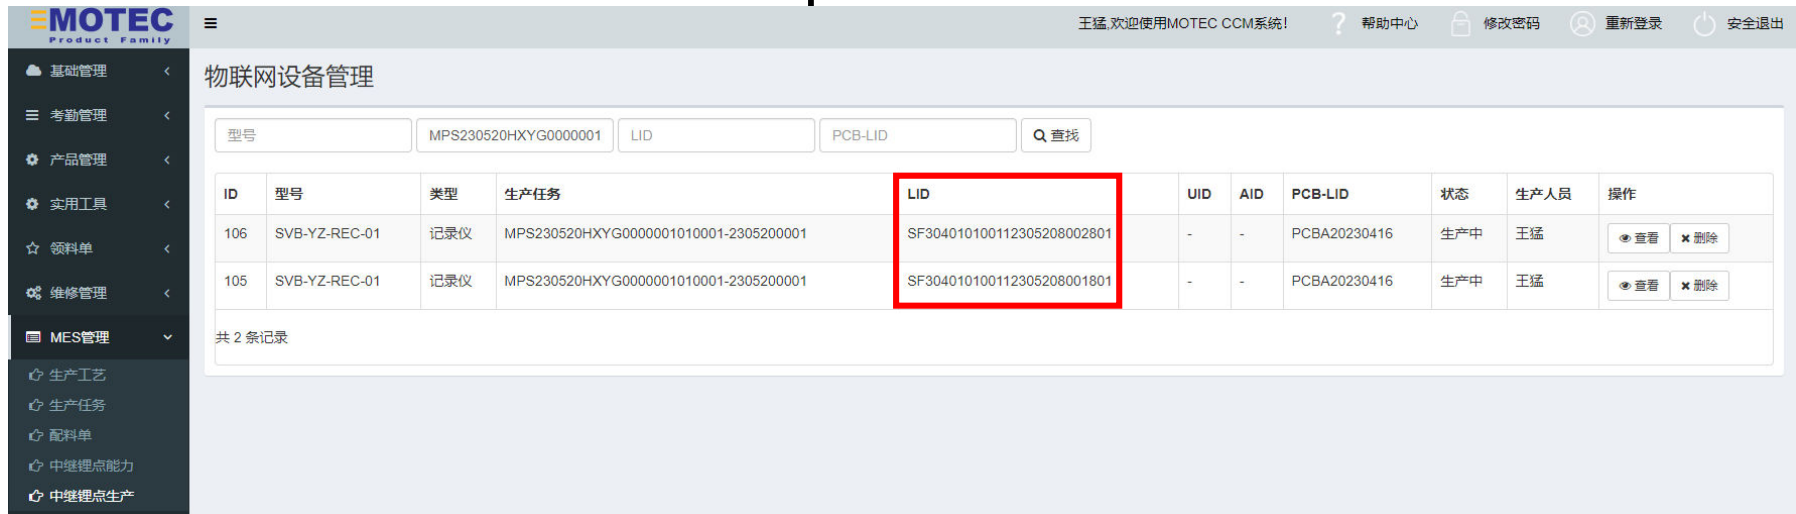 EMOTEC
Product Family
王猛,欢迎使用MOTEC CCM系统!
帮助中心
修改密码
重新登录
安全退出
基础管理
考勤管理
产品管理
实用工具
领料单
维修管理
MES管理
生产工艺
生产任务
配料单
中继锂点能力
中继锂点生产
物联网设备管理
型号 MPS230520HXYG0000001 LID PCB-LID 查找
ID 型号 类型 生产任务 LID UID AID PCB-LID 状态 生产人员 操作
106 SVB-YZ-REC-01 记录仪 MPS230520HXYG0000001010001-2305200001 SF304010100112305208002801 - - PCBA20230416 生产中 王猛 查看 删除
105 SVB-YZ-REC-01 记录仪 MPS230520HXYG0000001010001-2305200001 SF304010100112305208001801 - - PCBA20230416 生产中 王猛 查看 删除
共 2 条记录